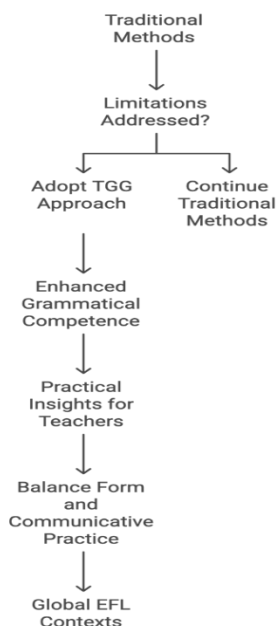 Traditional
Methods
Limitations
Addressed?
Adopt TGG
Approach
Continue
Traditional
Methods
Enhanced
Grammatical
Competence
Practical
Insights for
Teachers
Balance Form
and
Communicative
Practice
Global EFL
Contexts